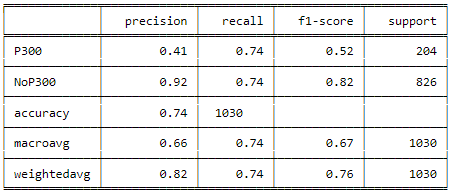 precision recall f1-score support
P300 0.41 0.74 0.52 204
NoP300 0.92 0.74 0.82 826
accuracy 0.74 1030
macroavg 0.66 0.74 0.67 1030
weightedavg 0.82 0.74 0.76 1030